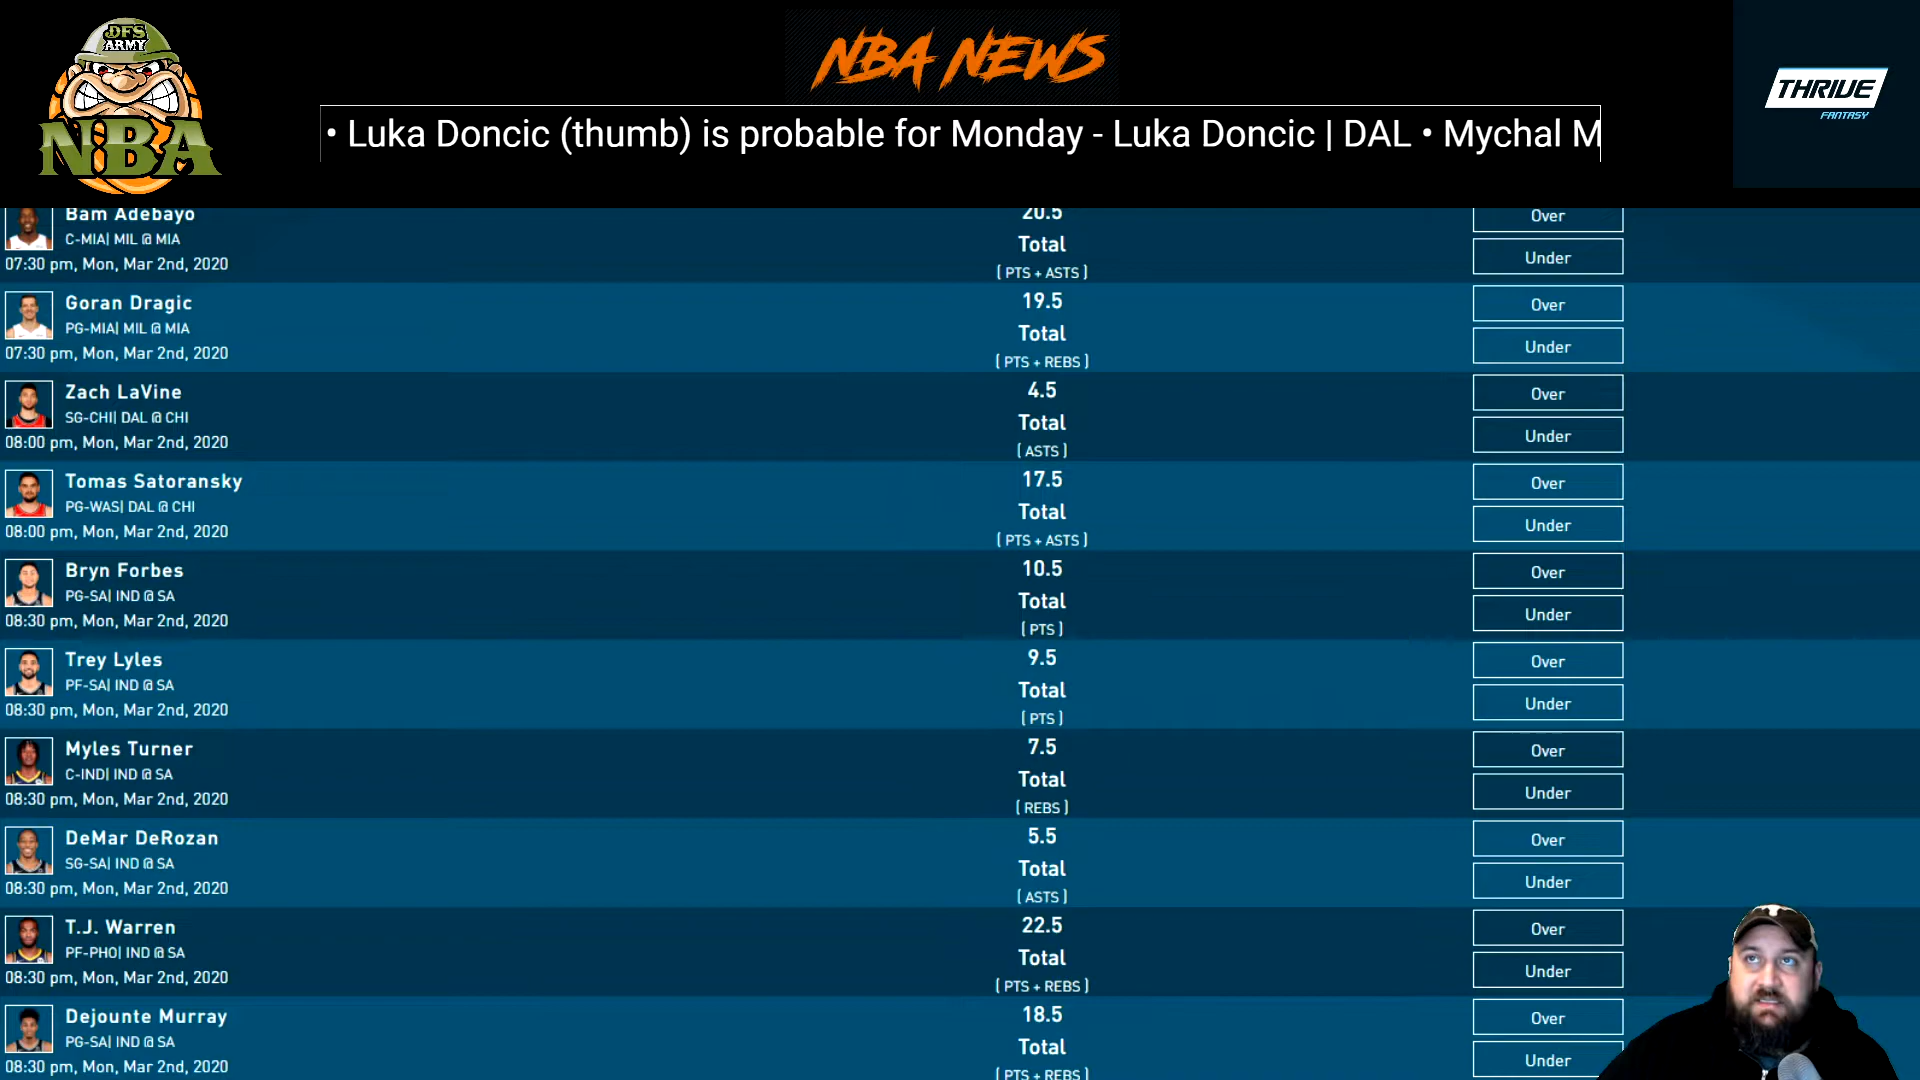 DFS
ARMY
NBA
NBA NEWS
• Luka Doncic (thumb) is probable for Monday - Luka Doncic | DAL • Mychal M
THRIVE
FANTASY
Bam Adebayo
C-MIA| MIL @ MIA
07:30 pm, Mon, Mar 2nd, 2020
20.5
Total
( PTS + ASTS )
Over
Under
Goran Dragic
PG-MIA| MIL @ MIA
07:30 pm, Mon, Mar 2nd, 2020
19.5
Total
( PTS + REBS )
Over
Under
Zach LaVine
SG-CHI| DAL @ CHI
08:00 pm, Mon, Mar 2nd, 2020
4.5
Total
( ASTS )
Over
Under
Tomas Satoransky
PG-WAS| DAL @ CHI
08:00 pm, Mon, Mar 2nd, 2020
17.5
Total
( PTS + ASTS )
Over
Under
Bryn Forbes
PG-SA| IND @ SA
08:30 pm, Mon, Mar 2nd, 2020
10.5
Total
( PTS )
Over
Under
Trey Lyles
PF-SA| IND @ SA
08:30 pm, Mon, Mar 2nd, 2020
9.5
Total
( PTS )
Over
Under
Myles Turner
C-IND| IND @ SA
08:30 pm, Mon, Mar 2nd, 2020
7.5
Total
( REBS )
Over
Under
DeMar DeRozan
SG-SA| IND @ SA
08:30 pm, Mon, Mar 2nd, 2020
5.5
Total
( ASTS )
Over
Under
T.J. Warren
PF-PHO| IND @ SA
08:30 pm, Mon, Mar 2nd, 2020
22.5
Total
( PTS + REBS )
Over
Under
Dejounte Murray
PG-SA| IND @ SA
08:30 pm, Mon, Mar 2nd, 2020
18.5
Total
( PTS + REBS )
Over
Under